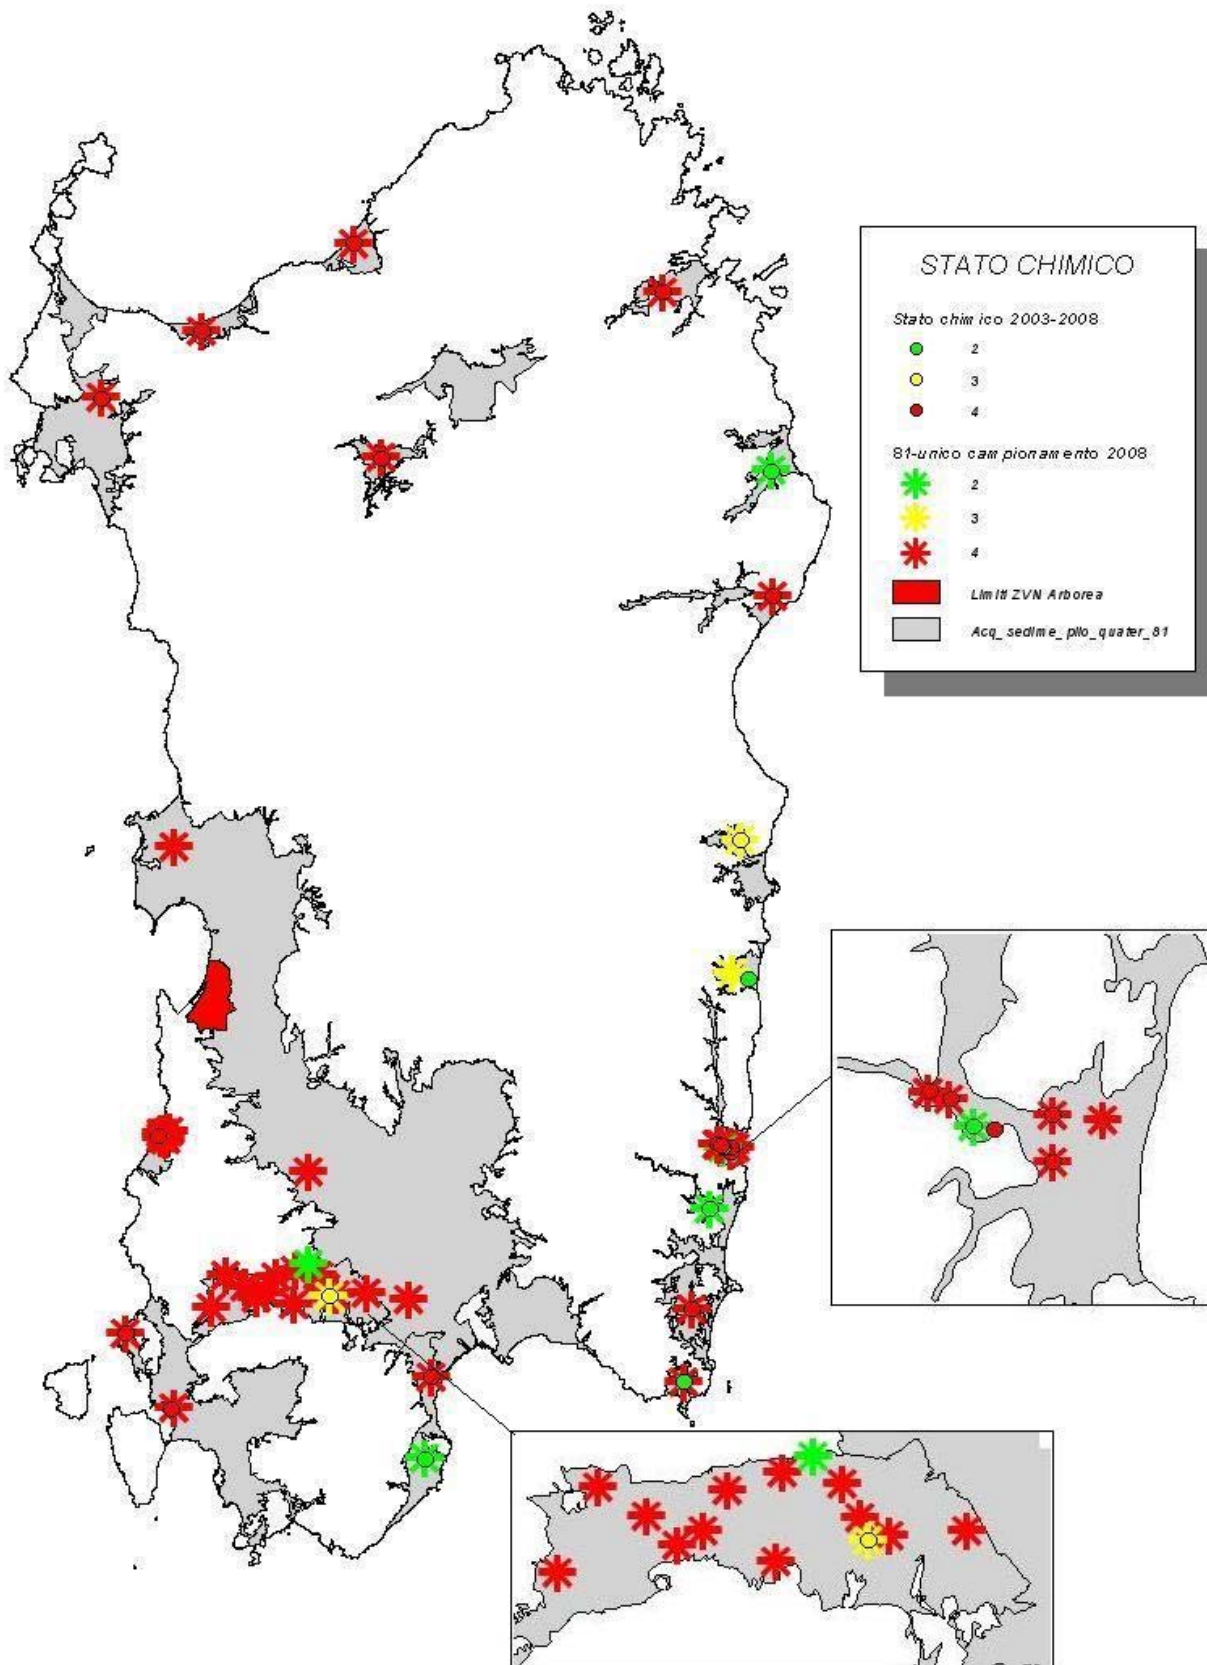 STATO CHIMICO
Stato chimico 2003-2008
2
3
4
81-unico campionamento 2008
2
3
4
Limiti ZVN Arborea
Acq_sedime_plio_quater_81